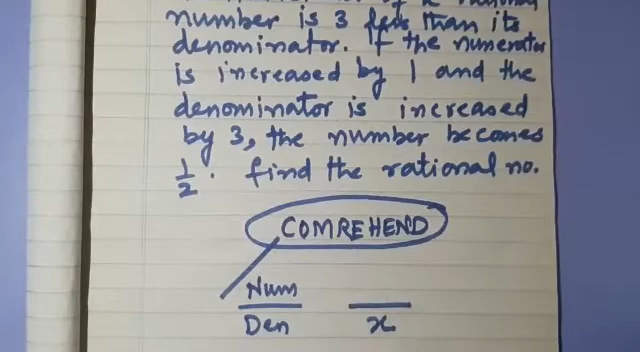 number is 3 less than its
denominator. If the numerator
is increased by 1 and the
denominator is increased
by 3, the number becomes
1/2. find the rational no.
COMREHEND
Num
Den x